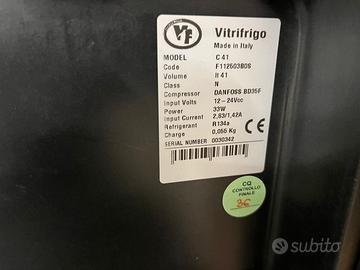 VF
Vitrifrigo
Made in Italy
MODEL C 41
Code F112603B0S
Volume lt 41
Class N
Compressor DANFOSS BD35F
Input Volts 12-24Vcc
Power 33W
Current Input 2,83/1,42A
Refrigerant R134a
Charge 0,055 Kg
SERIAL NUMBER 0030342
CQ
CONTROLLO
FINALE
36
subito